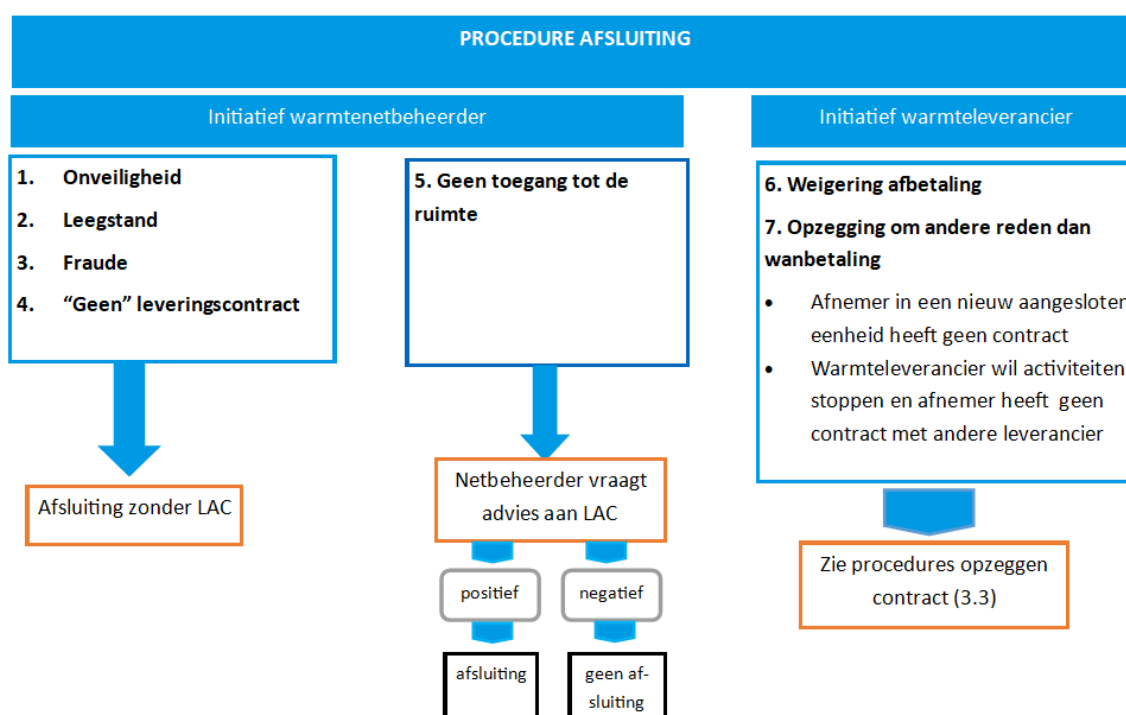 PROCEDURE AFSLUITING
Initiatief warmtenetbeheerder
1. Onveiligheid
2. Leegstand
3. Fraude
4. “Geen” leveringscontract
Afsluiting zonder LAC
5. Geen toegang tot de
ruimte
Netbeheerder vraagt
advies aan LAC
positief
negatief
afsluiting
geen af-
sluiting
Initiatief warmteleverancier
6. Weigering afbetaling
7. Opzegging om andere reden dan
wanbetaling
• Afnemer in een nieuw aangesloten
eenheid heeft geen contract
• Warmteleverancier wil activiteiten
stoppen en afnemer heeft geen
contract met andere leverancier
Zie procedures opzeggen
contract (3.3)